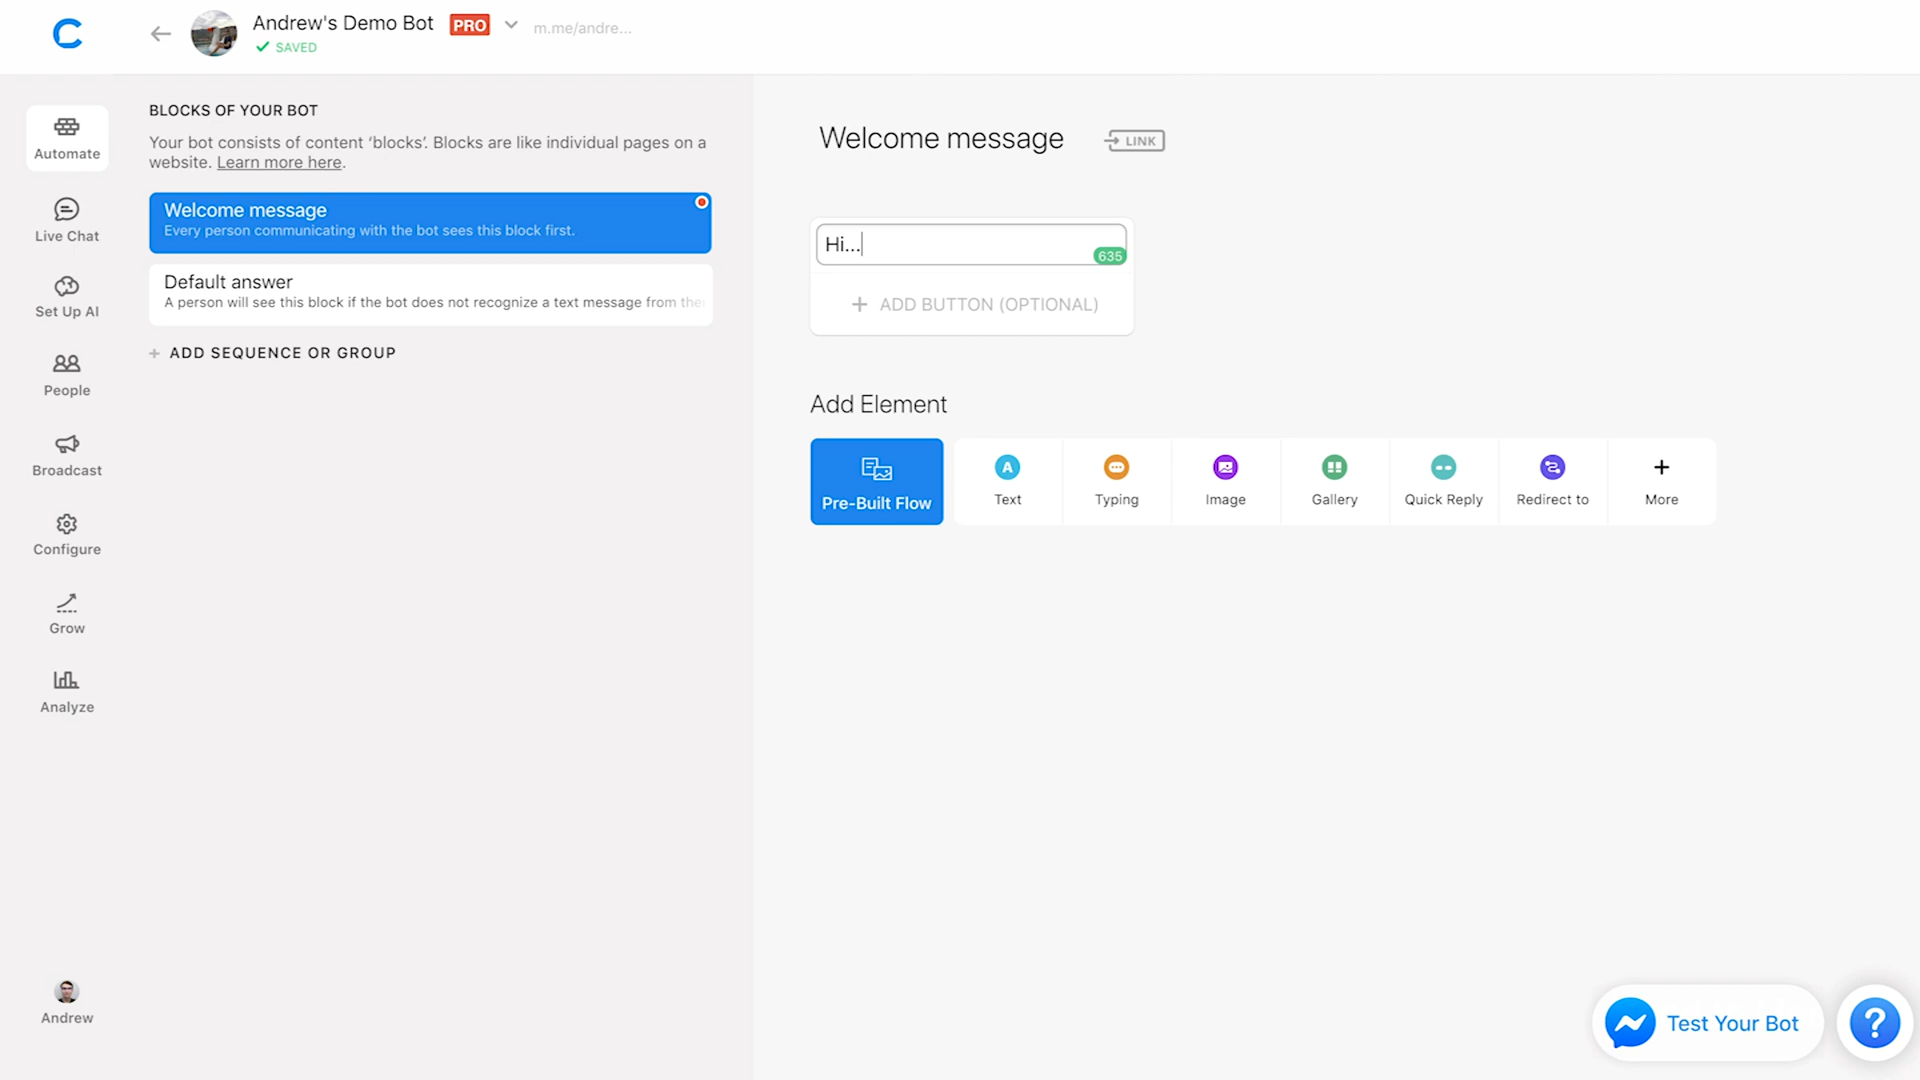 Andrew's Demo Bot PRO m.me/andre...
SAVED
Automate
Live Chat
Set Up AI
People
Broadcast
Configure
Grow
Analyze
Andrew
BLOCKS OF YOUR BOT
Your bot consists of content ‘blocks’. Blocks are like individual pages on a
website. Learn more here.
Welcome message
Every person communicating with the bot sees this block first.
Default answer
A person will see this block if the bot does not recognize a text message from the
+ ADD SEQUENCE OR GROUP
Welcome message LINK
Hi...
635
+ ADD BUTTON (OPTIONAL)
Add Element
Pre-Built Flow
Text
Typing
Image
Gallery
Quick Reply
Redirect to
More
Test Your Bot
?